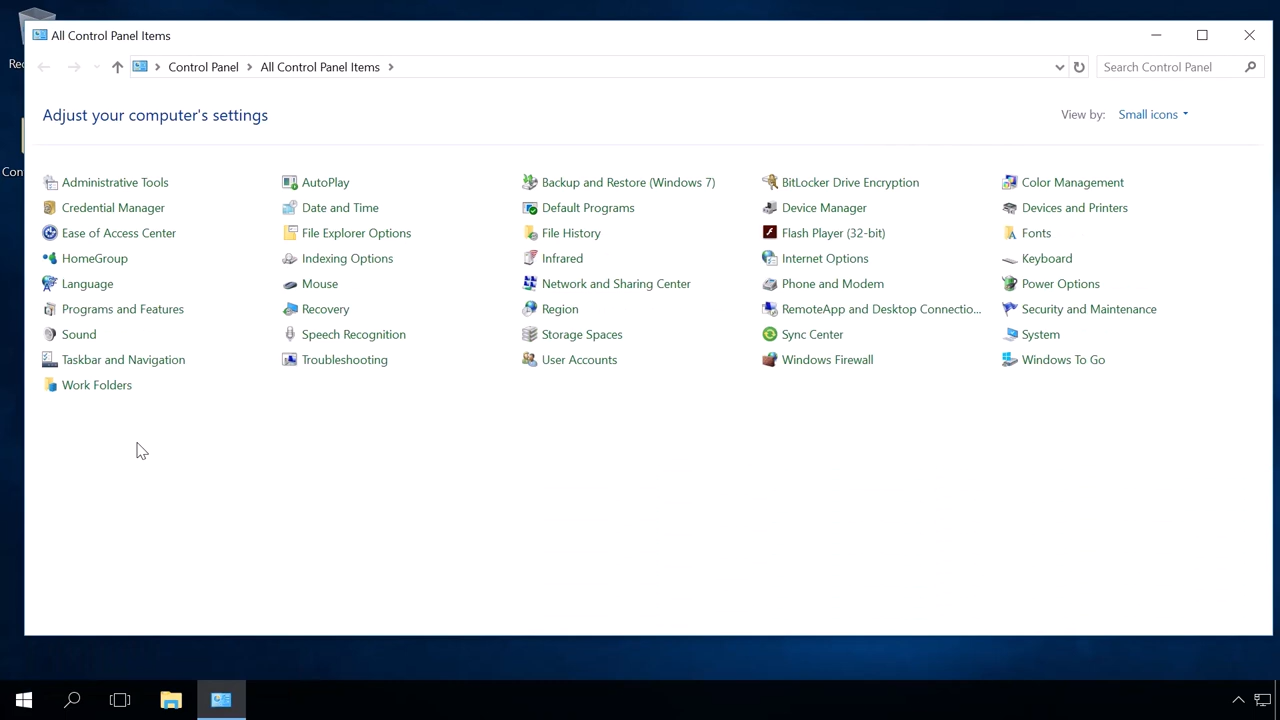 All Control Panel Items
Control Panel All Control Panel Items
Search Control Panel
Adjust your computer's settings
View by: Small icons
Administrative Tools AutoPlay Backup and Restore (Windows 7) BitLocker Drive Encryption Color Management
Credential Manager Date and Time Default Programs Device Manager Devices and Printers
Ease of Access Center File Explorer Options File History Flash Player (32-bit) Fonts
HomeGroup Indexing Options Infrared Internet Options Keyboard
Language Mouse Network and Sharing Center Phone and Modem Power Options
Programs and Features Recovery Region RemoteApp and Desktop Connectio... Security and Maintenance
Sound Speech Recognition Storage Spaces Sync Center System
Taskbar and Navigation Troubleshooting User Accounts Windows Firewall Windows To Go
Work Folders